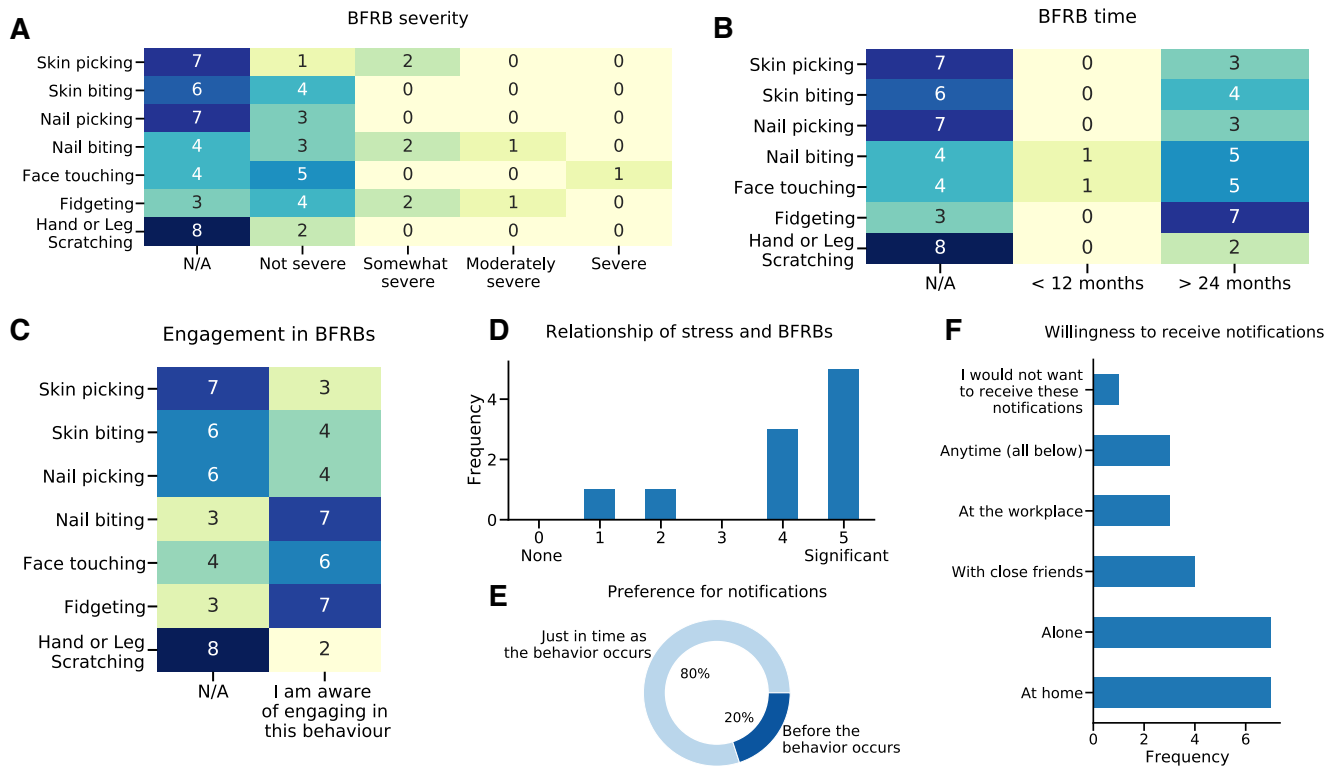 A
BFRB severity
Skin picking 7 1 2 0 0
Skin biting 6 4 0 0 0
Nail picking 7 3 0 0 0
Nail biting 4 3 2 1 0
Face touching 4 5 0 0 1
Fidgeting 3 4 2 1 0
Hand or Leg
Scratching 8 2 0 0 0
N/A Not severe Somewhat
severe Moderately
severe Severe
B
BFRB time
Skin picking 7 0 3
Skin biting 6 0 4
Nail picking 7 0 3
Nail biting 4 1 5
Face touching 4 1 5
Fidgeting 3 0 7
Hand or Leg
Scratching 8 0 2
N/A < 12 months > 24 months
C
Engagement in BFRBs
Skin picking 7 3
Skin biting 6 4
Nail picking 6 4
Nail biting 3 7
Face touching 4 6
Fidgeting 3 7
Hand or Leg
Scratching 8 2
N/A I am aware
of engaging in
this behaviour
D
Relationship of stress and BFRBs
Frequency
4
2
0
0 1 2 3 4 5
None Significant
E
Preference for notifications
Just in time as
the behavior occurs
80%
20%
Before the
behavior occurs
F
Willingness to receive notifications
I would not want
to receive these
notifications
Anytime (all below)
At the workplace
With close friends
Alone
At home
0 2 4 6
Frequency